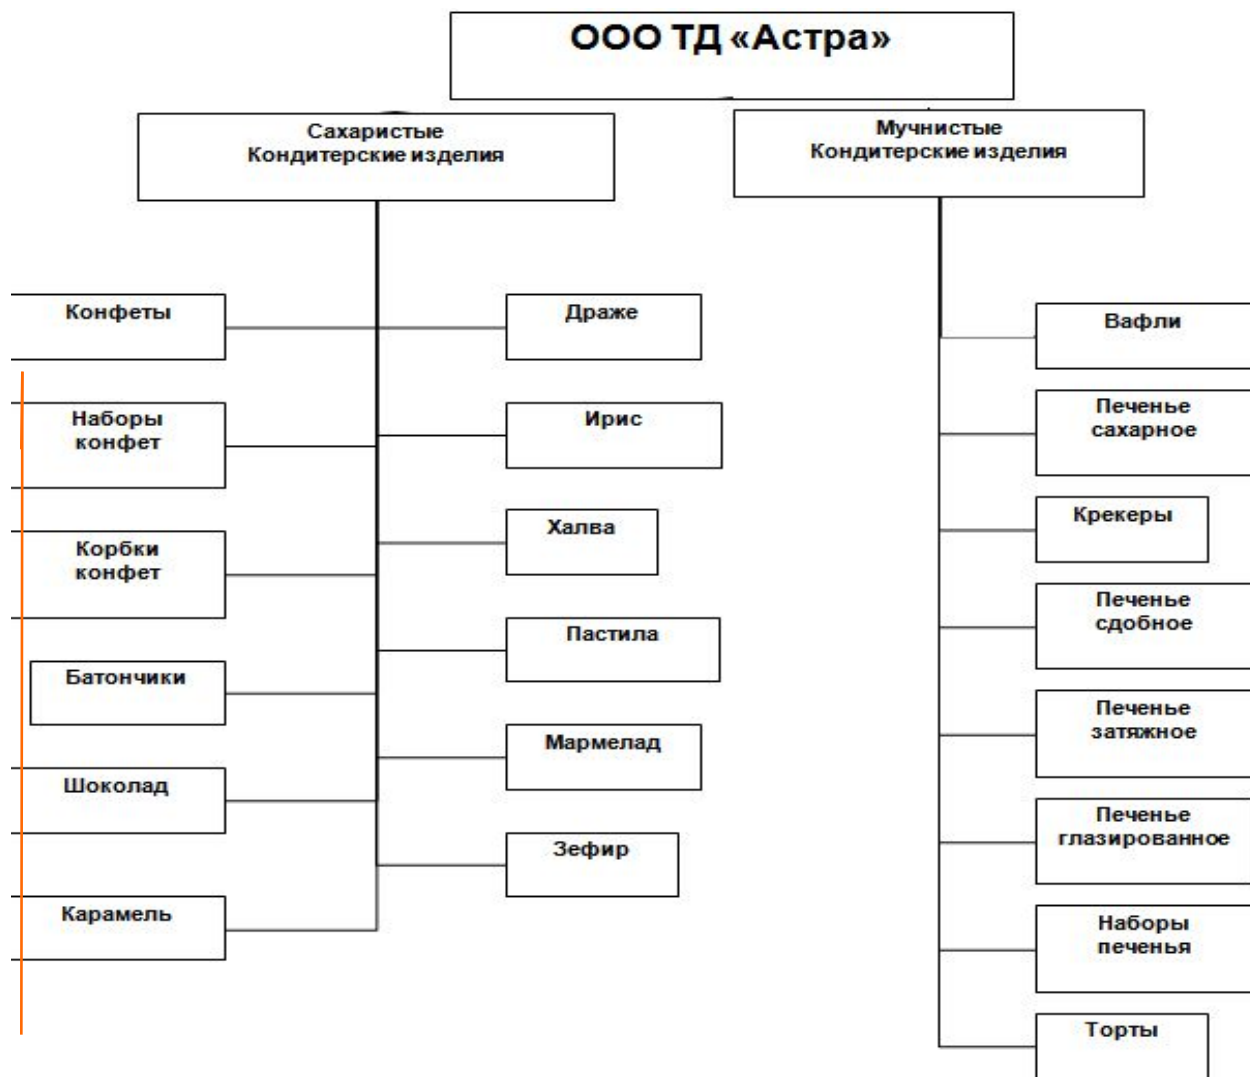 ООО ТД «Астра»
Сахаристые
Кондитерские изделия
Мучнистые
Кондитерские изделия
Конфеты
Наборы
конфет
Корбки
конфет
Батончики
Шоколад
Карамель
Драже
Ирис
Халва
Пастила
Мармелад
Зефир
Вафли
Печенье
сахарное
Крекеры
Печенье
сдобное
Печенье
затяжное
Печенье
глазированное
Наборы
печенья
Торты